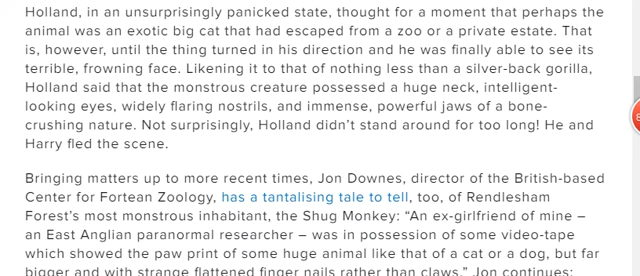 Holland, in an unsurprisingly panicked state, thought for a moment that perhaps the
animal was an exotic big cat that had escaped from a zoo or a private estate. That
is, however, until the thing turned in his direction and he was finally able to see its
terrible, frowning face. Likening it to that of nothing less than a silver-back gorilla,
Holland said that the monstrous creature possessed a huge neck, intelligent-
looking eyes, widely flaring nostrils, and immense, powerful jaws of a bone-
crushing nature. Not surprisingly, Holland didn’t stand around for too long! He and
Harry fled the scene.
Bringing matters up to more recent times, Jon Downes, director of the British-based
Center for Fortean Zoology, has a tantalising tale to tell, too, of Rendlesham
Forest’s most monstrous inhabitant, the Shug Monkey: “An ex-girlfriend of mine –
an East Anglian paranormal researcher – was in possession of some video-tape
which showed the paw print of some huge animal like that of a cat or a dog, but far
bigger and with strange flattened finger nails rather than claws.” Jon continues: